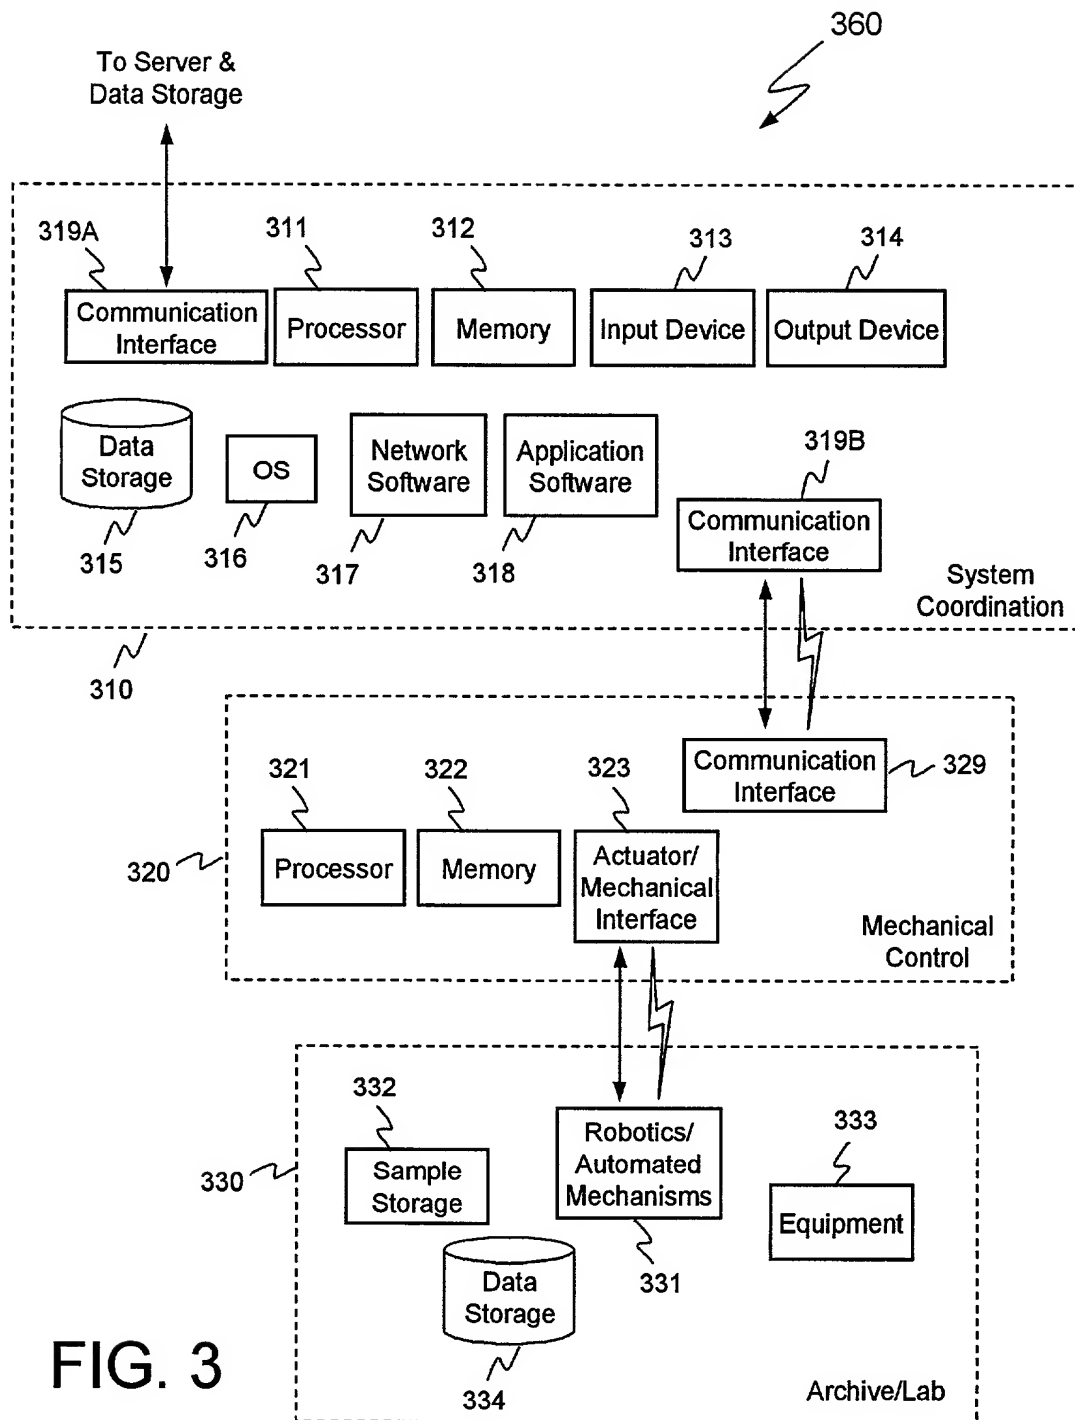 360
To Server &
Data Storage
319A
311
312
313
314
Communication
Interface
Processor
Memory
Input Device
Output Device
Data
Storage
OS
Network
Software
Application
Software
319B
Communication
Interface
315
316
317
318
System
Coordination
310
321
322
323
Communication
Interface
329
320
Processor
Memory
Actuator/
Mechanical
Interface
Mechanical
Control
332
333
330
Sample
Storage
Robotics/
Automated
Mechanisms
Equipment
331
Data
Storage
334
FIG. 3
Archive/Lab